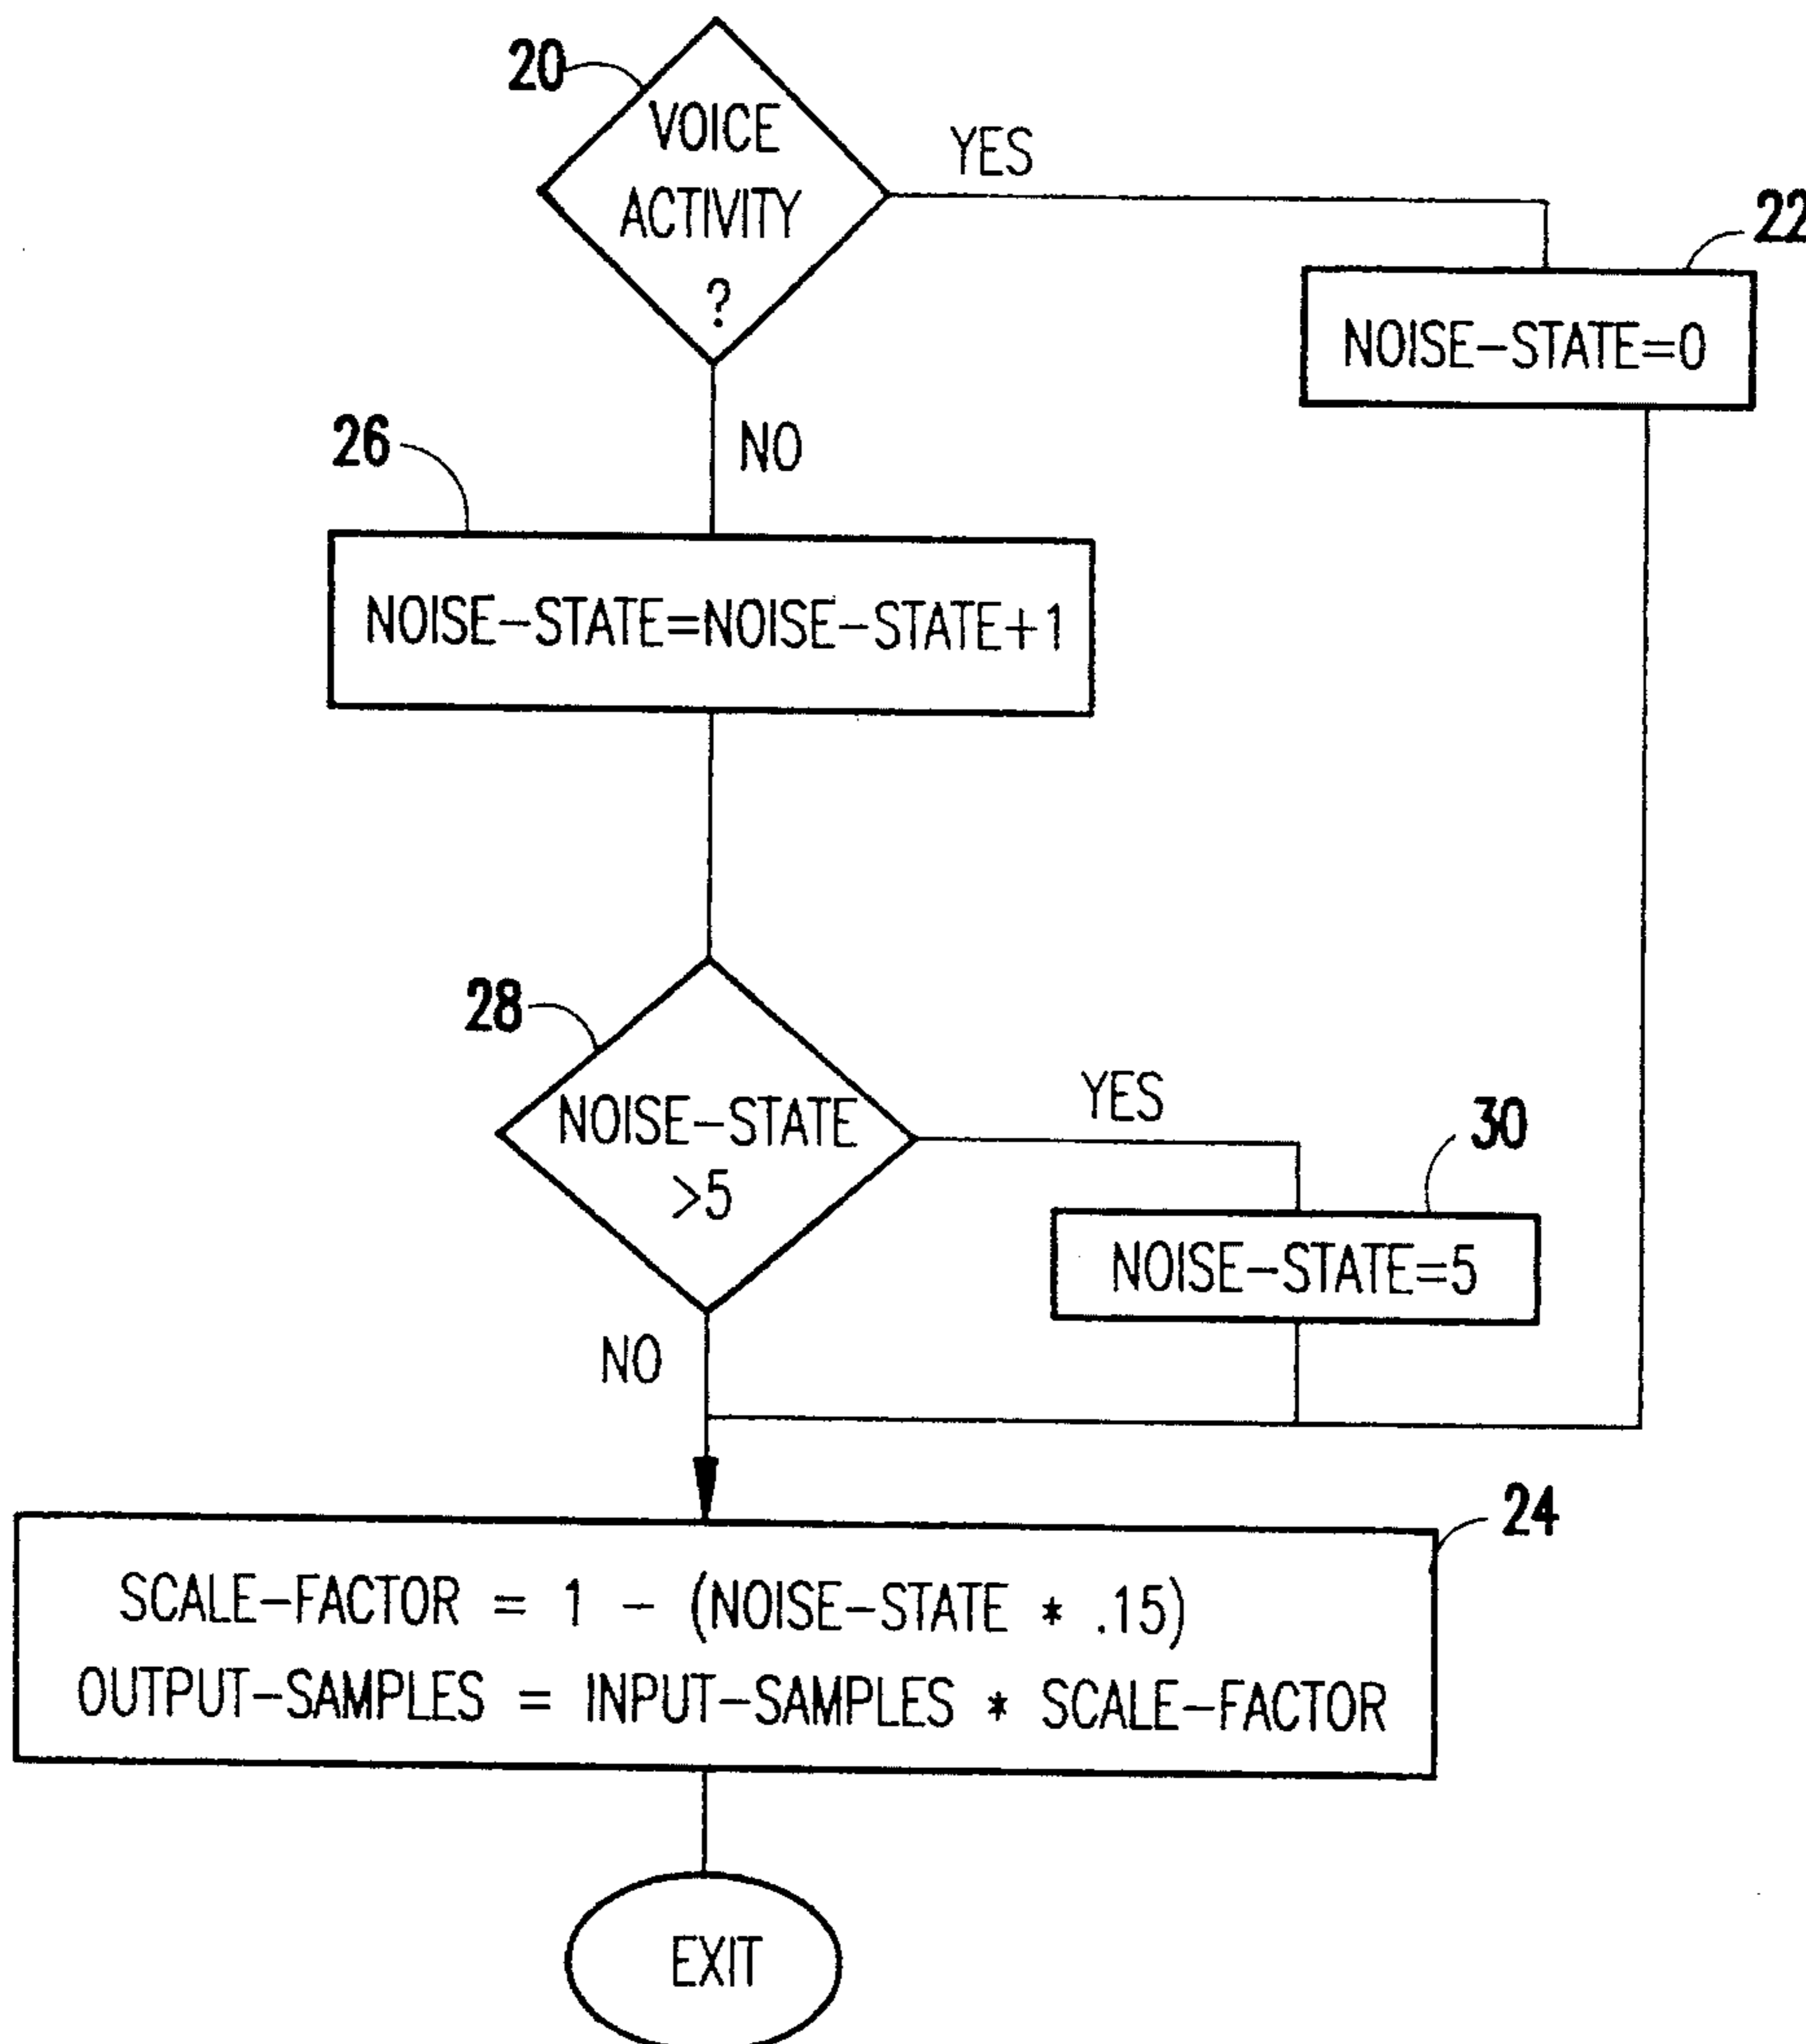 20
VOICE
ACTIVITY
?
YES
22
NOISE-STATE=0
NO
26
NOISE-STATE=NOISE-STATE+1
28
NOISE-STATE
>5
YES
30
NOISE-STATE=5
NO
24
SCALE-FACTOR = 1 - (NOISE-STATE * .15)
OUTPUT-SAMPLES = INPUT-SAMPLES * SCALE-FACTOR
EXIT